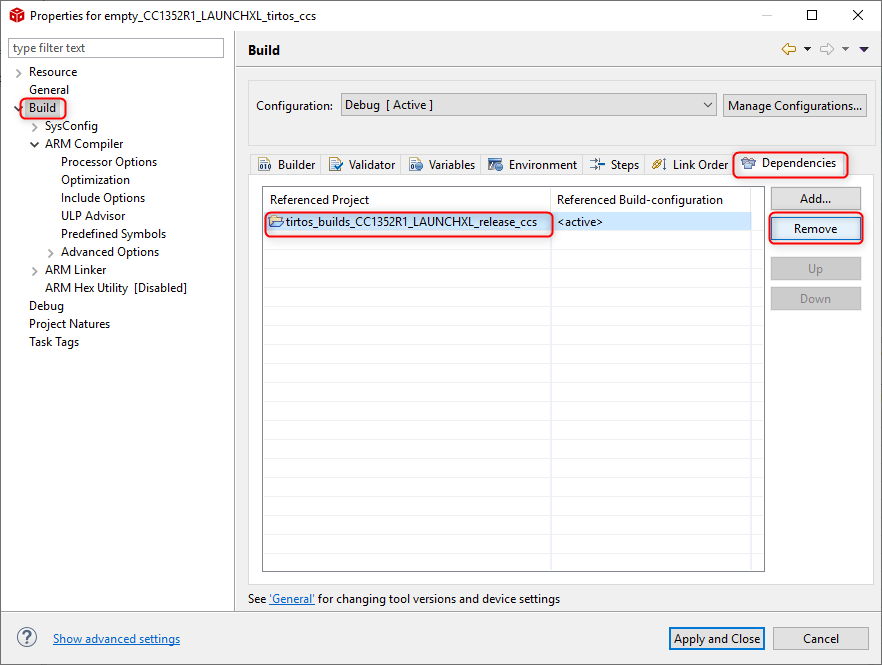 Properties for empty_CC1352R1_LAUNCHXL_tirtos_ccs
type filter text
Resource
General
Build
SysConfig
ARM Compiler
Processor Options
Optimization
Include Options
ULP Advisor
Predefined Symbols
Advanced Options
ARM Linker
ARM Hex Utility [Disabled]
Debug
Project Natures
Task Tags
Build
Configuration: Debug [ Active ] Manage Configurations...
Builder Validator Variables Environment Steps Link Order Dependencies
Referenced Project Referenced Build-configuration
tirtos_builds_CC1352R1_LAUNCHXL_release_ccs <active>
Add...
Remove
Up
Down
See 'General' for changing tool versions and device settings
? Show advanced settings Apply and Close Cancel